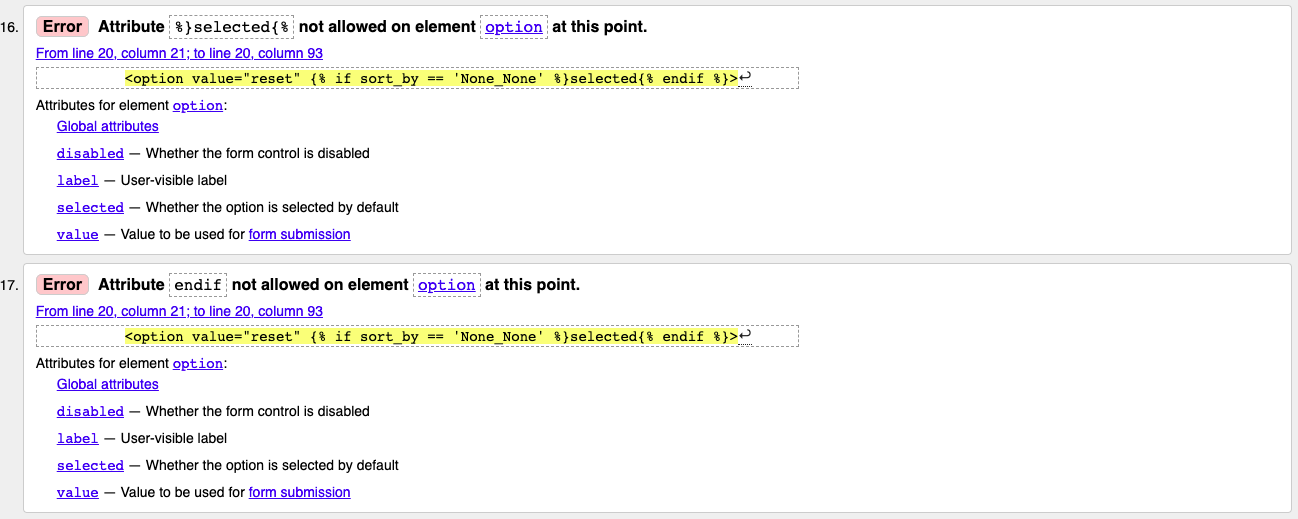 16. Error Attribute %}selected{% not allowed on element option at this point.
From line 20, column 21; to line 20, column 93
<option value="reset" {% if sort_by == 'None_None' %}selected{% endif %}>↩
Attributes for element option:
Global attributes
disabled — Whether the form control is disabled
label — User-visible label
selected — Whether the option is selected by default
value — Value to be used for form submission
17. Error Attribute endif not allowed on element option at this point.
From line 20, column 21; to line 20, column 93
<option value="reset" {% if sort_by == 'None_None' %}selected{% endif %}>↩
Attributes for element option:
Global attributes
disabled — Whether the form control is disabled
label — User-visible label
selected — Whether the option is selected by default
value — Value to be used for form submission